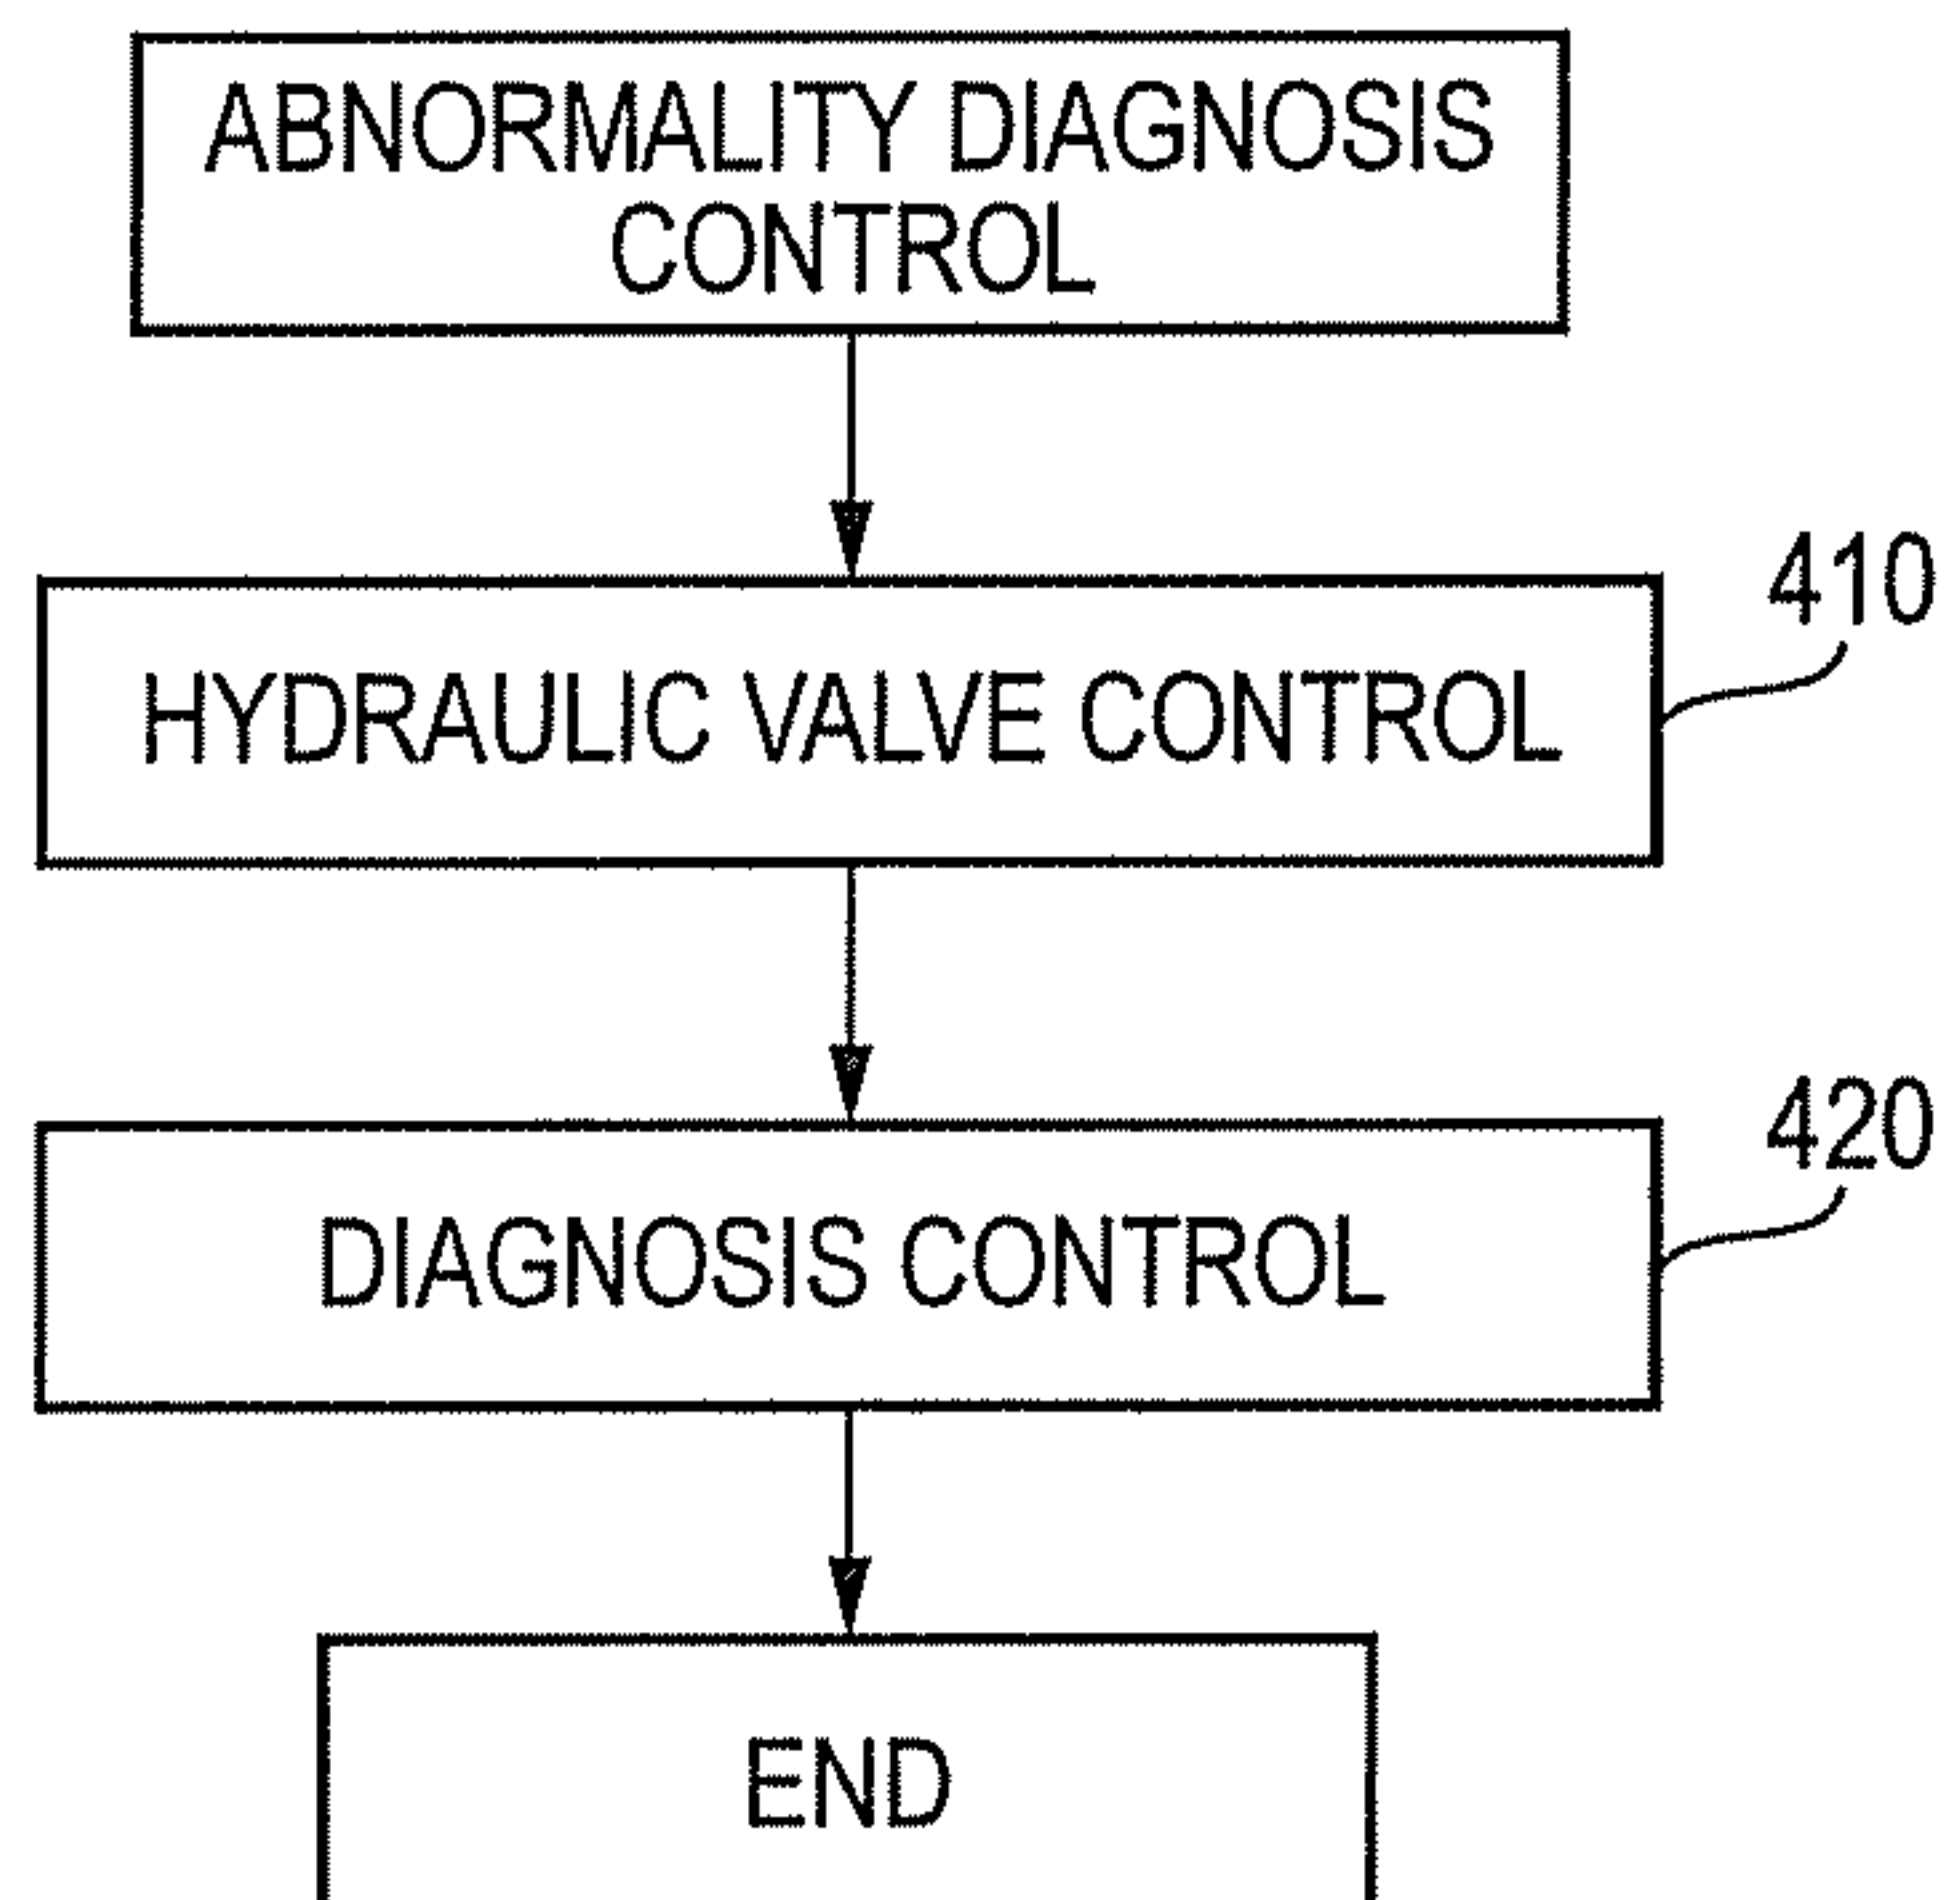 ABNORMALITY DIAGNOSIS
CONTROL
410
HYDRAULIC VALVE CONTROL
420
DIAGNOSIS CONTROL
END